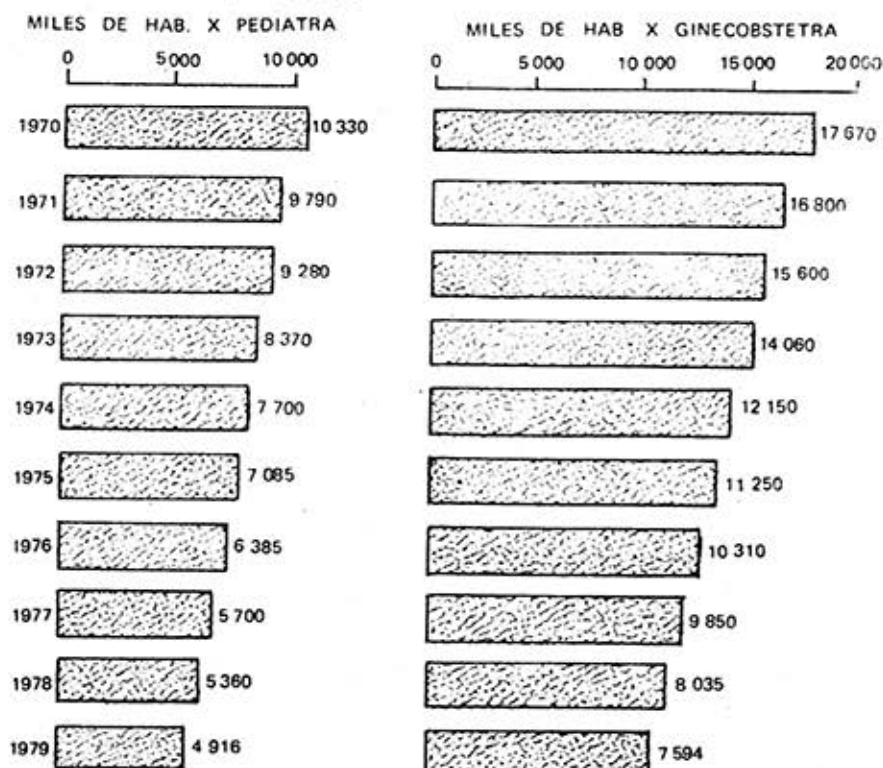 MILES DE HAB. X PEDIATRA
0 5 000 10 000
1970 10 330
1971 9 790
1972 9 280
1973 8 370
1974 7 700
1975 7 085
1976 6 385
1977 5 700
1978 5 360
1979 4 916
MILES DE HAB X GINECOBSTETRA
0 5 000 10 000 15 000 20 000
17 670
16 800
15 600
14 060
12 150
11 250
10 310
9 850
8 035
7 594